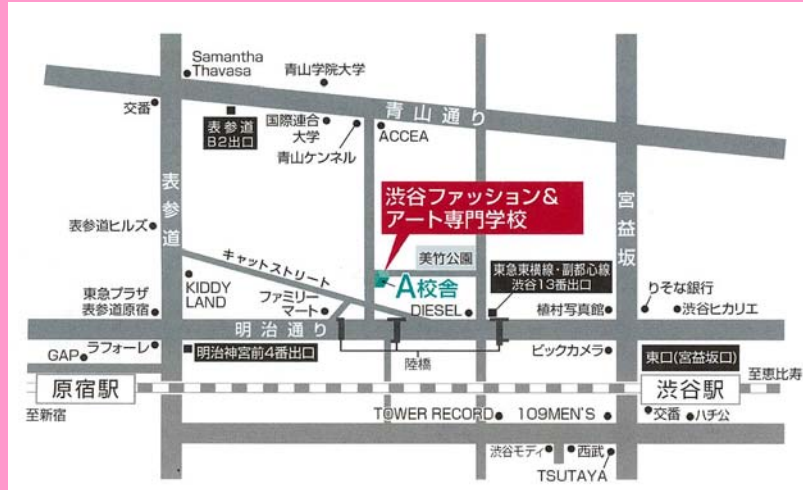 Samantha
Thavasa
青山学院大学
交番
表参道
B2出口
国際連合
大学
青山ケンネル
ACCEA
青山通り
表参道
渋谷ファッション&
アート専門学校
宮益坂
表参道ヒルズ
キャットストリート
美竹公園
A校舎
東急東横線・副都心線
渋谷13番出口
KIDDY
LAND
東急プラザ
表参道原宿
ファミリー
マート
DIESEL
植村写真館
りそな銀行
渋谷ヒカリエ
明治通り
ラフォーレ
GAP
明治神宮前4番出口
陸橋
ビックカメラ
東口(宮益坂口)
至恵比寿
原宿駅
渋谷駅
至新宿
TOWER RECORD
109MEN'S
交番
ハチ公
渋谷モディ
西武
TSUTAYA